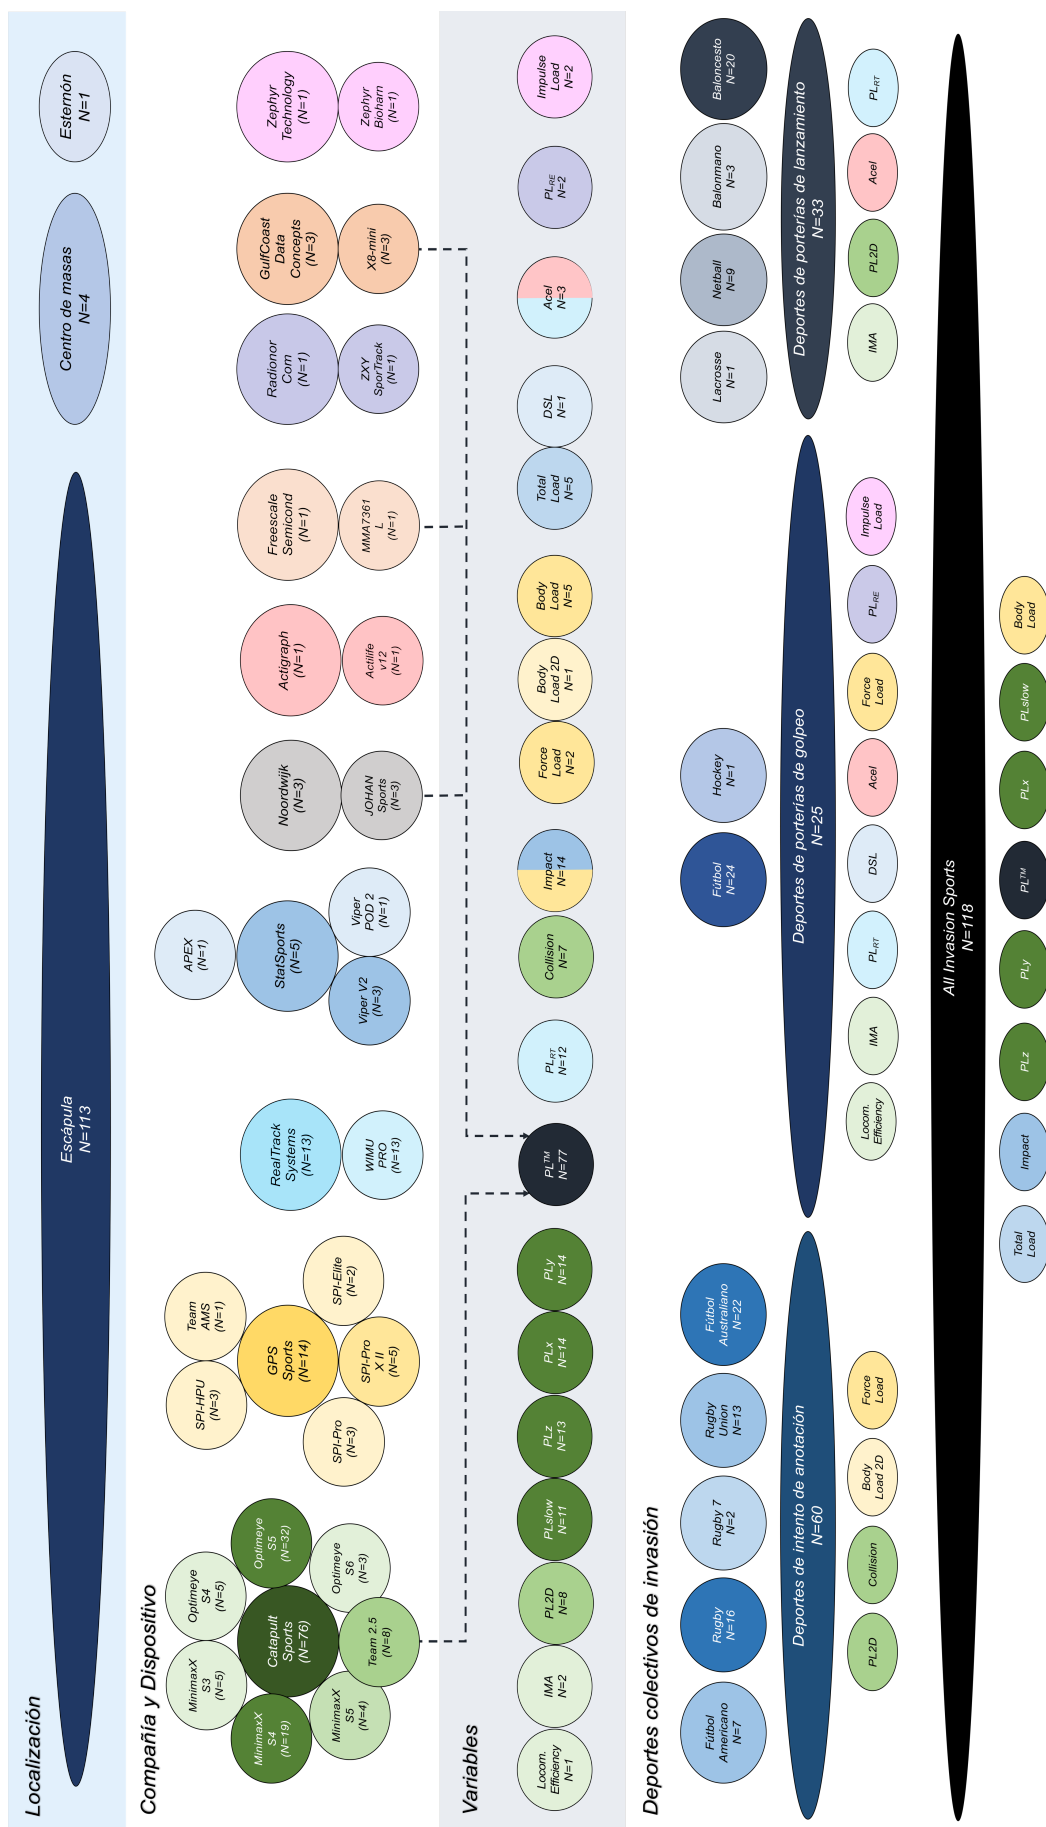 Localización
Escápula
N=113
Centro de masas
N=4
Esternón
N=1
Compañía y Dispositivo
MinimaxX
S3
(N=5)
Optimeye
S4
(N=5)
MinimaxX
S4
(N=19)
Catapult
Sports
(N=76)
Optimeye
S5
(N=32)
MinimaxX
S5
(N=4)
Team 2.5
(N=8)
Optimeye
S6
(N=3)
SPI-HPU
(N=3)
Team
AMS
(N=1)
GPS
Sports
(N=14)
SPI-Pro
(N=3)
SPI-Pro
X II
(N=5)
SPI-Elite
(N=2)
RealTrack
Systems
(N=13)
WIMU
PRO
(N=13)
APEX
(N=1)
StatSports
(N=5)
Viper V2
(N=3)
Viper
POD 2
(N=1)
Noordwijk
(N=3)
JOHAN
Sports
(N=3)
Actigraph
(N=1)
Actilife
v12
(N=1)
Freescale
Semicond
(N=1)
MMA7361
L
(N=1)
Radionor
Com
(N=1)
ZXY
SporTrack
(N=1)
GulfCoast
Data
Concepts
(N=3)
X8-mini
(N=3)
Zephyr
Technology
(N=1)
Zephyr
Bioharn
(N=1)
Variables
Locom.
Efficiency
N=1
IMA
N=2
PL2D
N=8
PLslow
N=11
PLz
N=13
PLx
N=14
PLy
N=14
PL™
N=77
PLRT
N=12
Collision
N=7
Impact
N=14
Force
Load
N=2
Body
Load 2D
N=1
Body
Load
N=5
Total
Load
N=5
DSL
N=1
Acel
N=3
PLRE
N=2
Impulse
Load
N=2
Deportes colectivos de invasión
Fútbol
Americano
N=7
Rugby
N=16
Rugby 7
N=2
Rugby
Union
N=13
Fútbol
Australiano
N=22
Fútbol
N=24
Hockey
N=1
Lacrosse
N=1
Netball
N=9
Balonmano
N=3
Baloncesto
N=20
Deportes de intento de anotación
N=60
Deportes de porterías de golpeo
N=25
Deportes de porterías de lanzamiento
N=33
PL2D
Collision
Body
Load 2D
Force
Load
Locom.
Efficiency
IMA
PLRT
DSL
Acel
Force
Load
PLRE
Impulse
Load
IMA
PL2D
Acel
PLRT
All Invasion Sports
N=118
Total
Load
Impact
PLz
PLy
PL™
PLx
PLslow
Body
Load